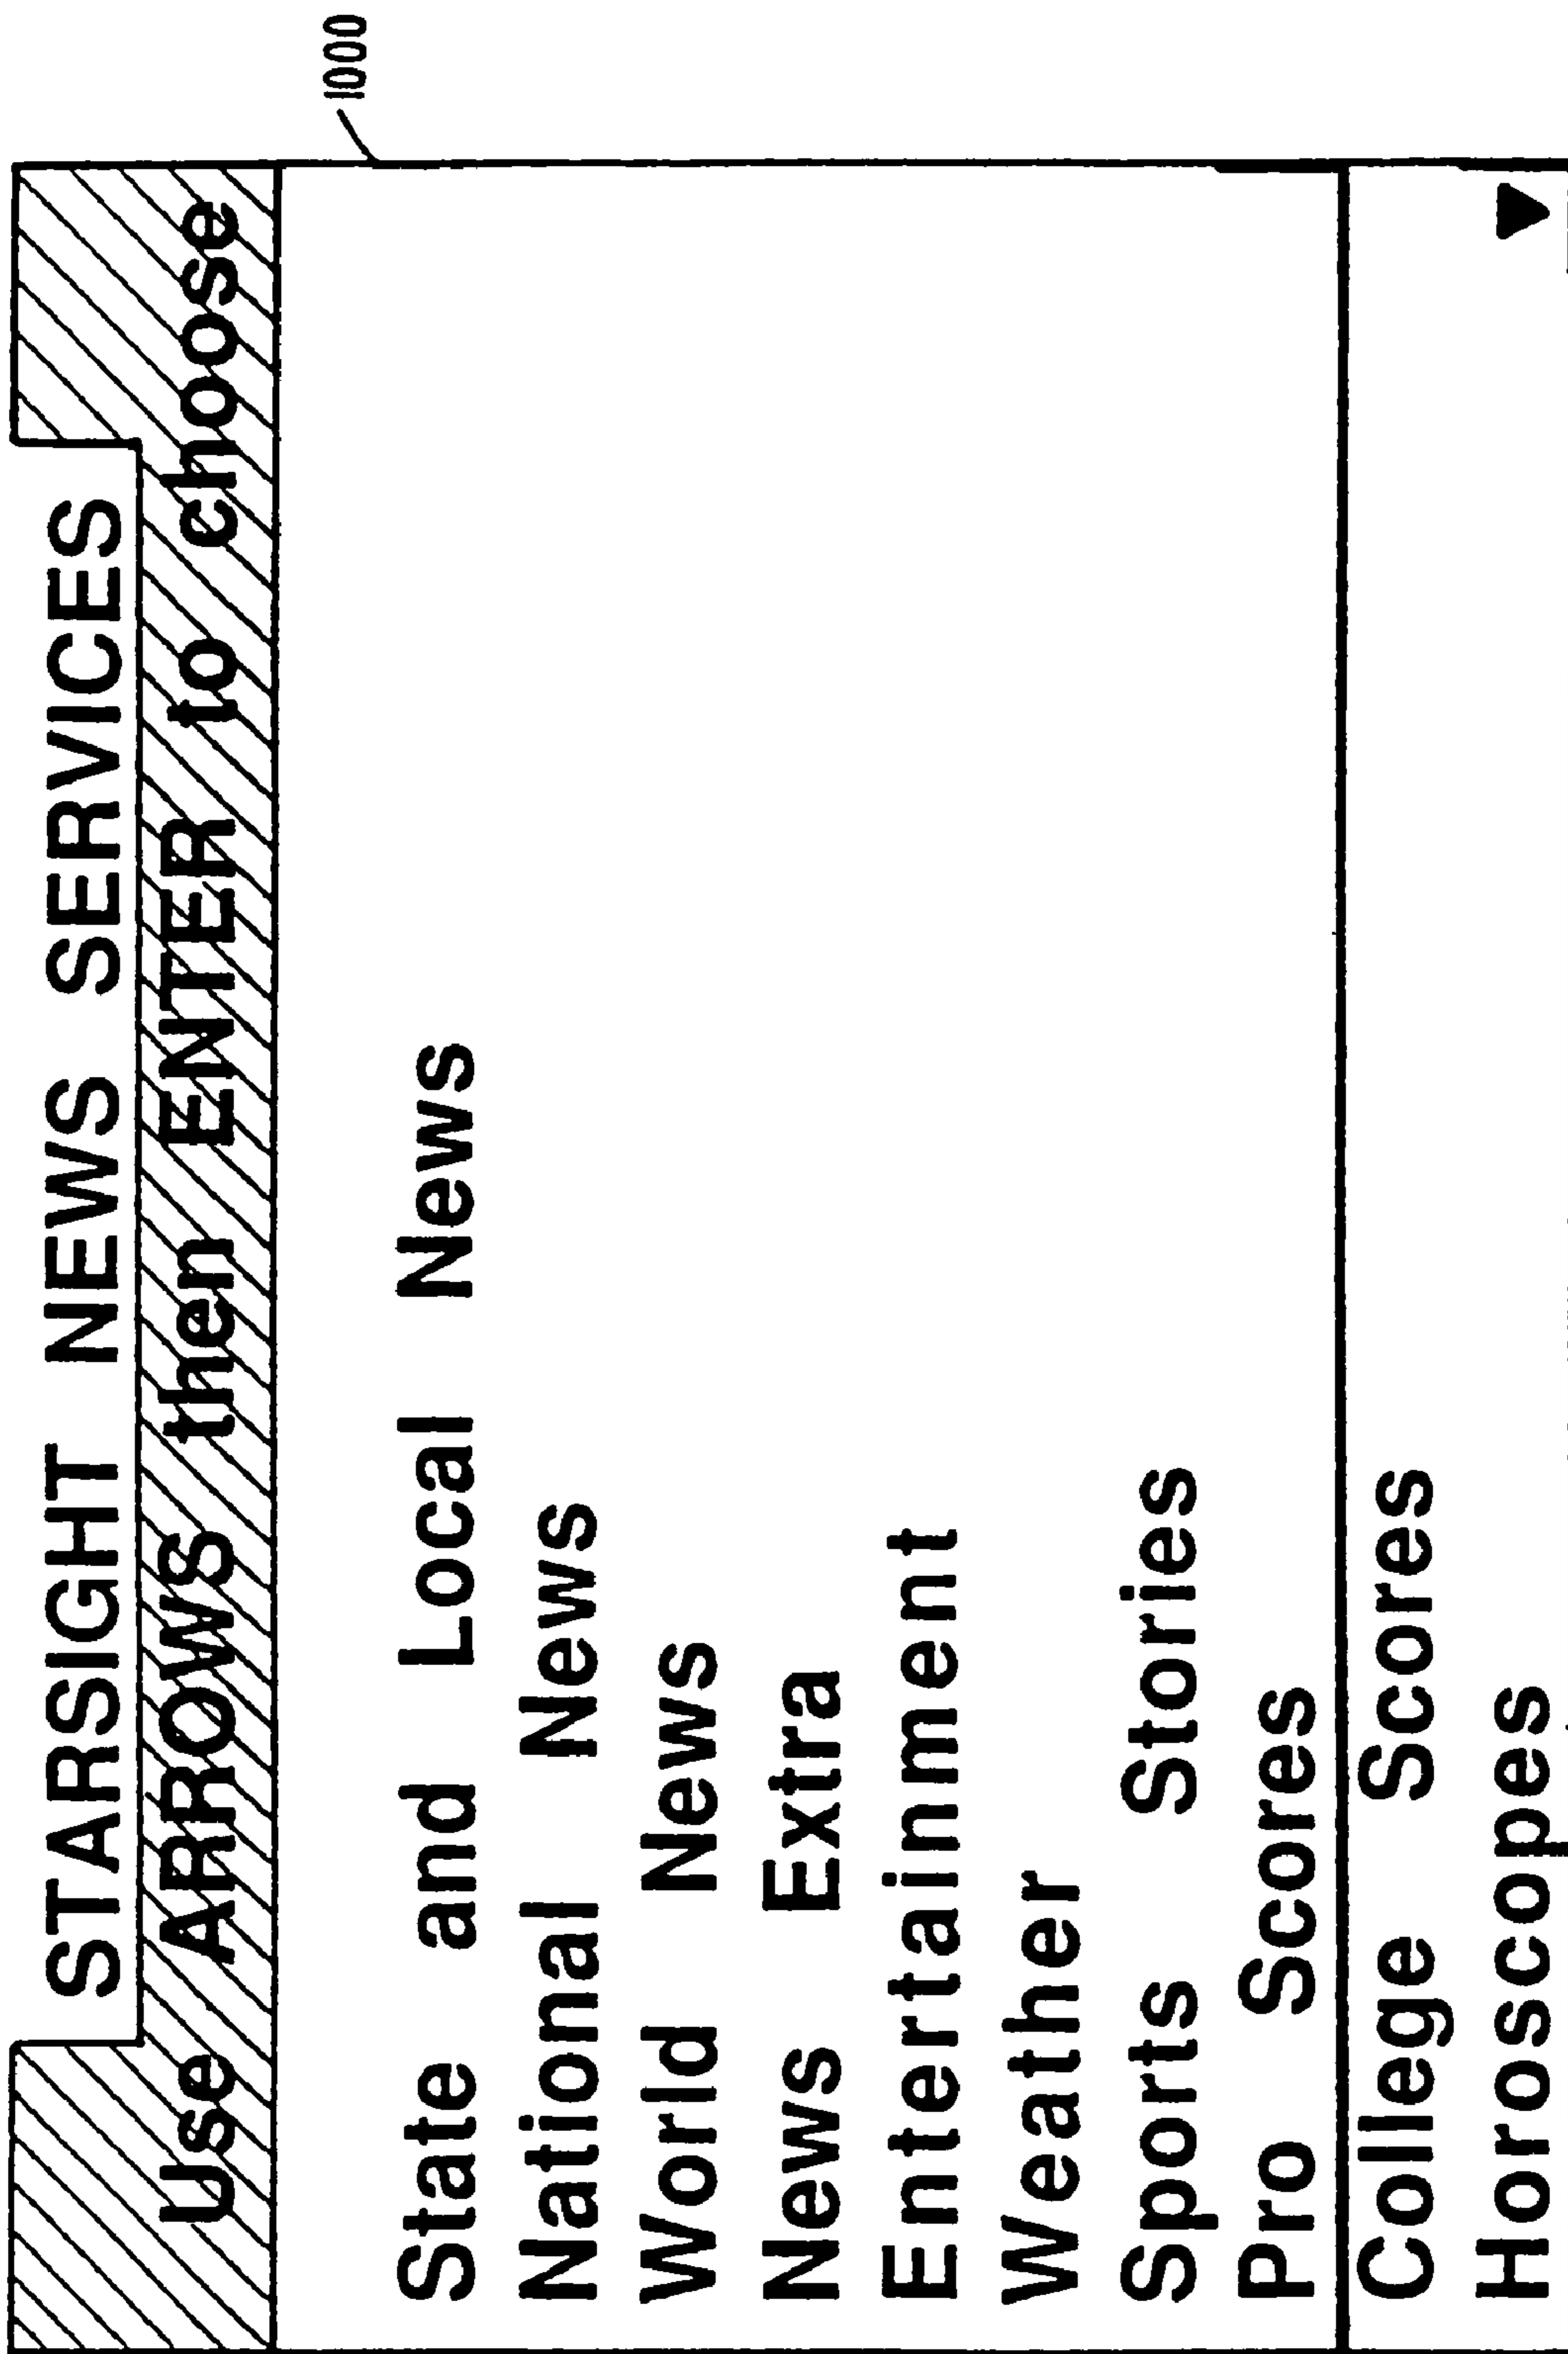 STARSIGHT NEWS SERVICES
Use ARROWS then ENTER to choose
1000
State and Local News
National News
World News
News Extra
Entertainment
Weather
Sports Stories
Pro Scores
College Scores
Horoscopes